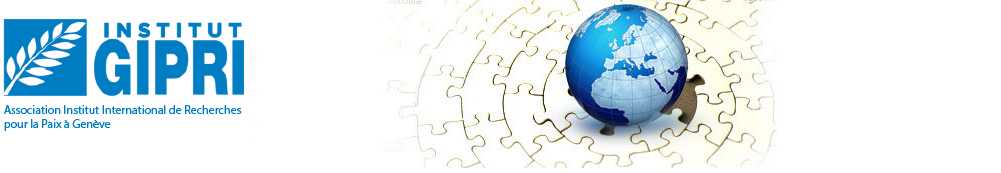 INSTITUT
GIPRI
Association Institut International de Recherches
pour la Paix à Genève